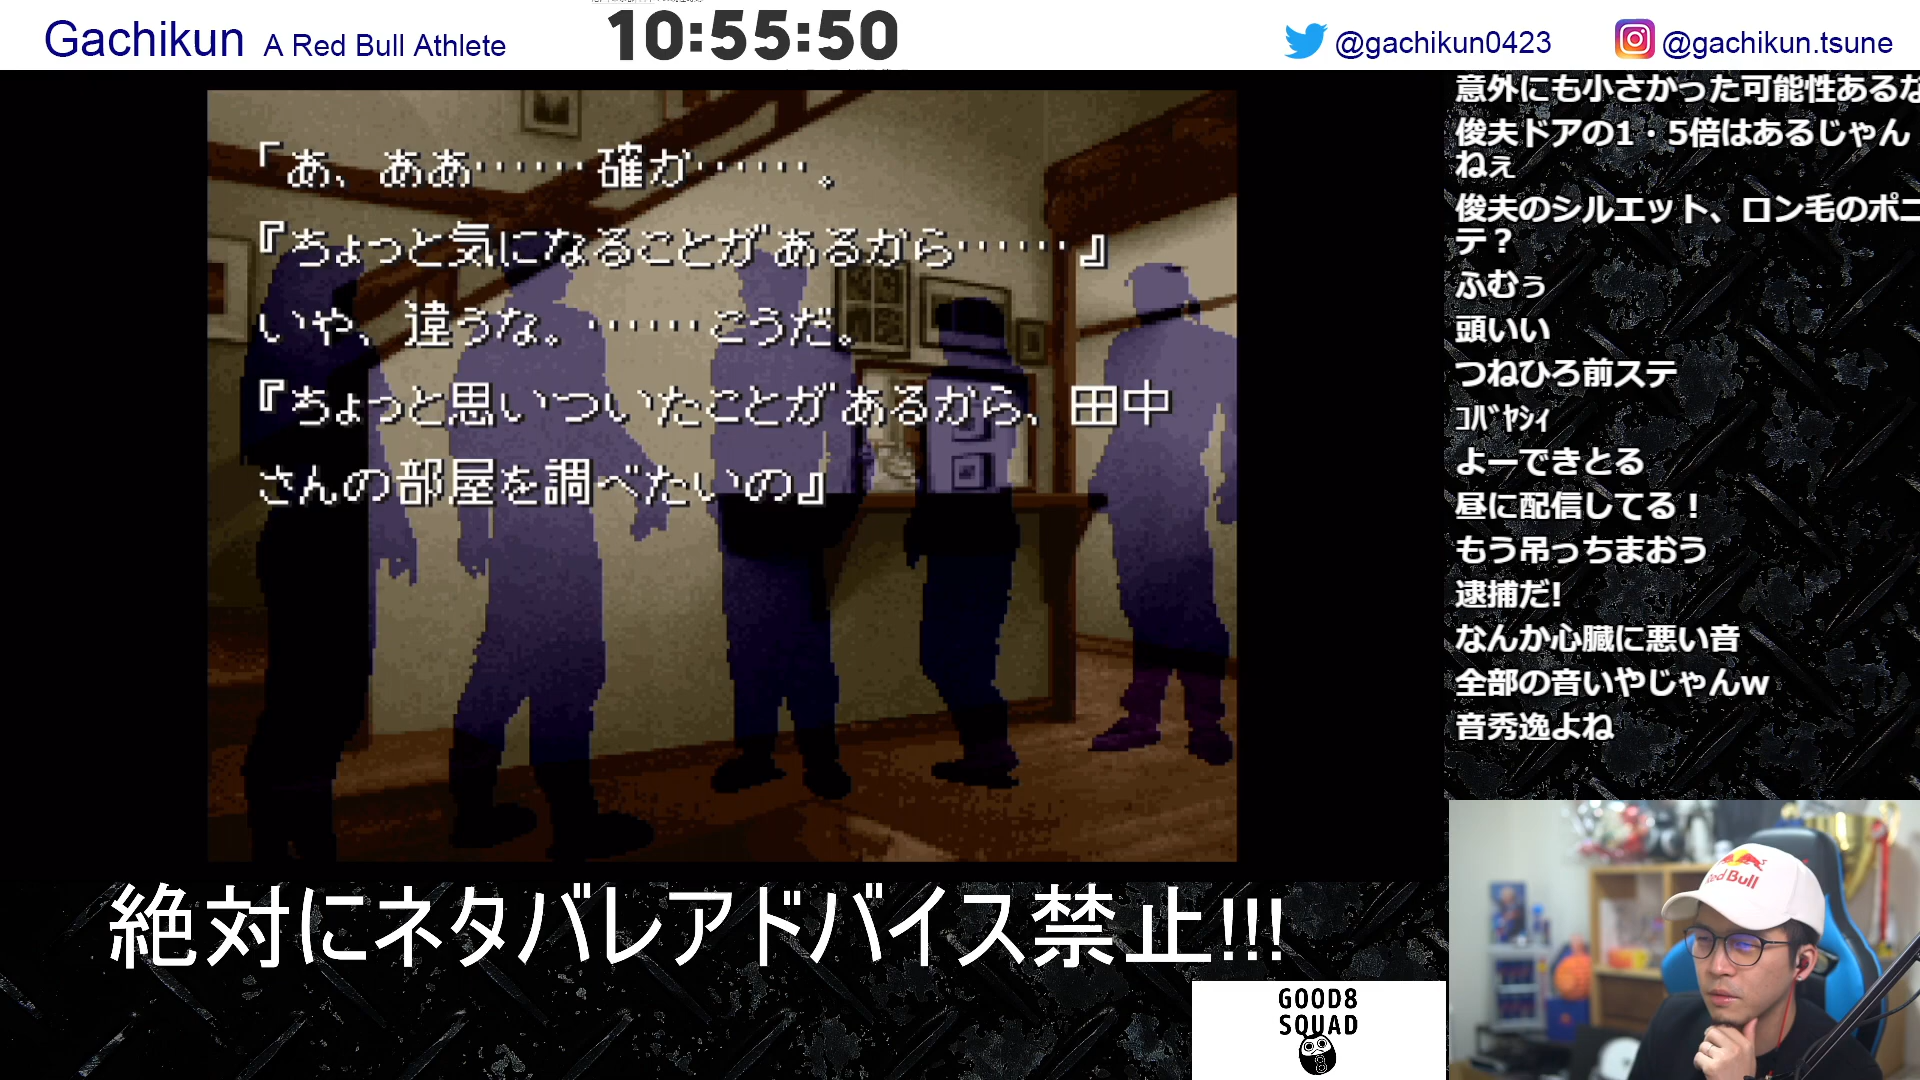 Gachikun A Red Bull Athlete
10:55:50
@gachikun0423
@gachikun.tsune
「あ、ああ……確か……。
『ちょっと気になることがあるから……』
いや、違うな。……こうだ。
『ちょっと思いついたことがあるから、田中
さんの部屋を調べたいの』
意外にも小さかった可能性あるな
俊夫ドアの1・5倍はあるじゃん
ねぇ
俊夫のシルエット、ロン毛のポニ
テ?
ふむぅ
頭いい
つねひろ前ステ
ｺﾊﾞﾔｼｨ
よーできとる
昼に配信してる!
もう吊っちまおう
逮捕だ!
なんか心臓に悪い音
全部の音いやじゃんw
音秀逸よね
絶対にネタバレアドバイス禁止!!!
GOOD8
SQUAD
Red Bull